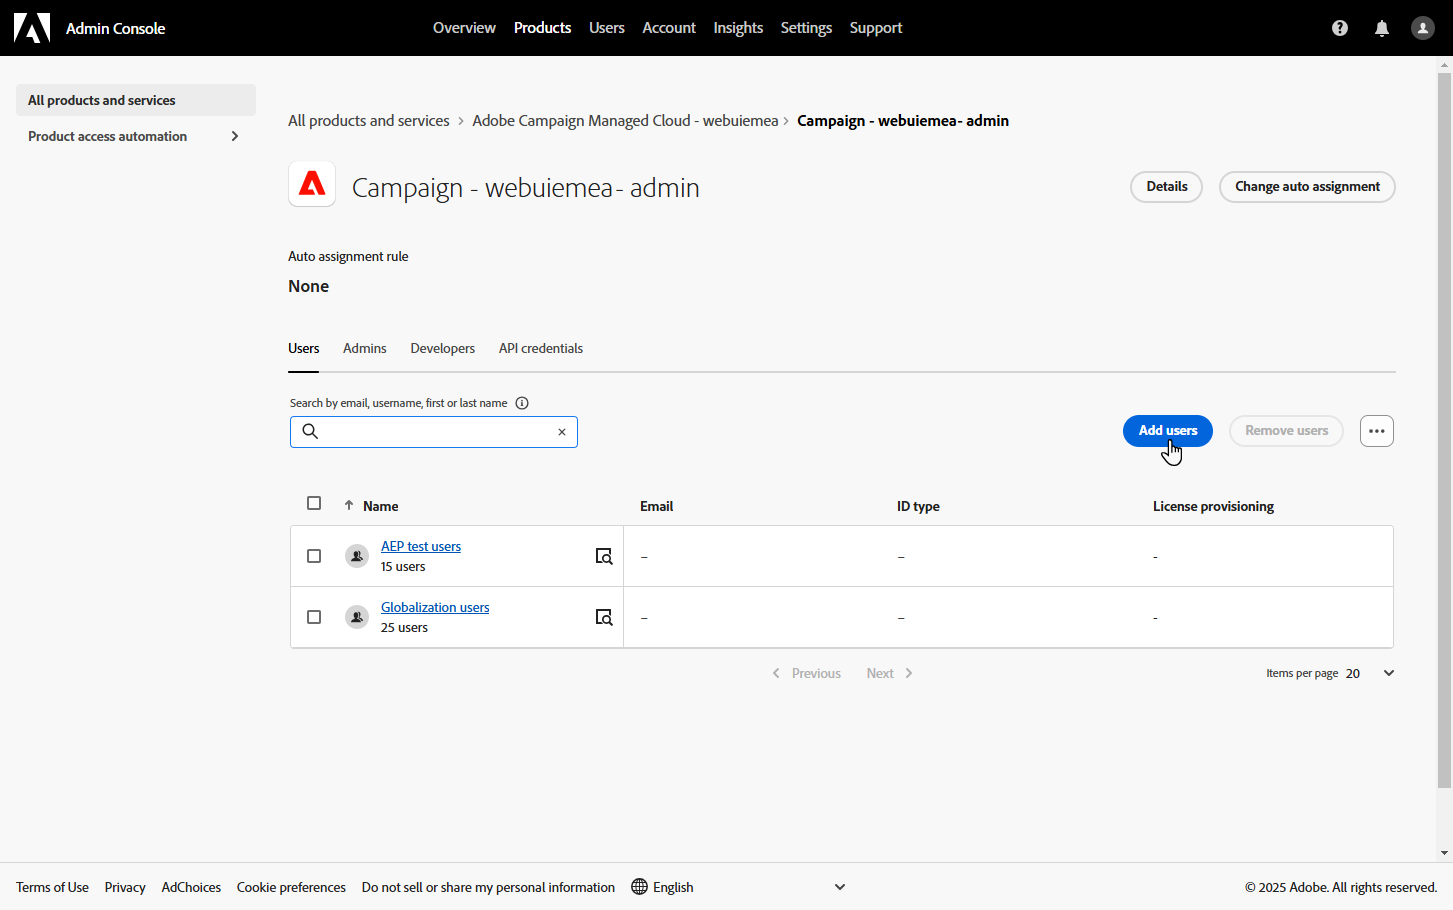 Admin Console
Overview Products Users Account Insights Settings Support
All products and services
Product access automation
All products and services > Adobe Campaign Managed Cloud - webuiemea > Campaign - webuiemea- admin
Campaign - webuiemea- admin
Details
Change auto assignment
Auto assignment rule
None
Users Admins Developers API credentials
Search by email, username, first or last name
Add users
Remove users
Name Email ID type License provisioning
AEP test users
15 users
– – -
Globalization users
25 users
– – -
Previous Next
Items per page 20
Terms of Use Privacy AdChoices Cookie preferences Do not sell or share my personal information English
© 2025 Adobe. All rights reserved.